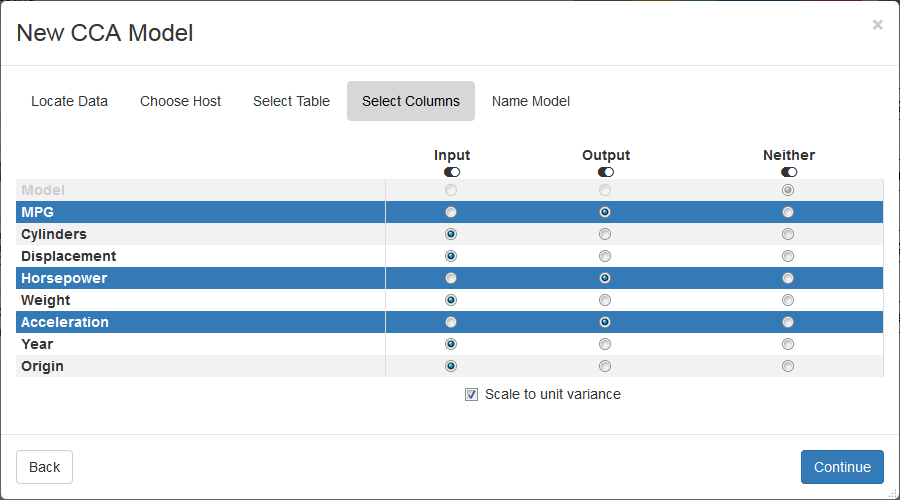 New CCA Model
×
Locate Data Choose Host Select Table Select Columns Name Model
Input Output Neither
Model
MPG
Cylinders
Displacement
Horsepower
Weight
Acceleration
Year
Origin
Scale to unit variance
Back Continue